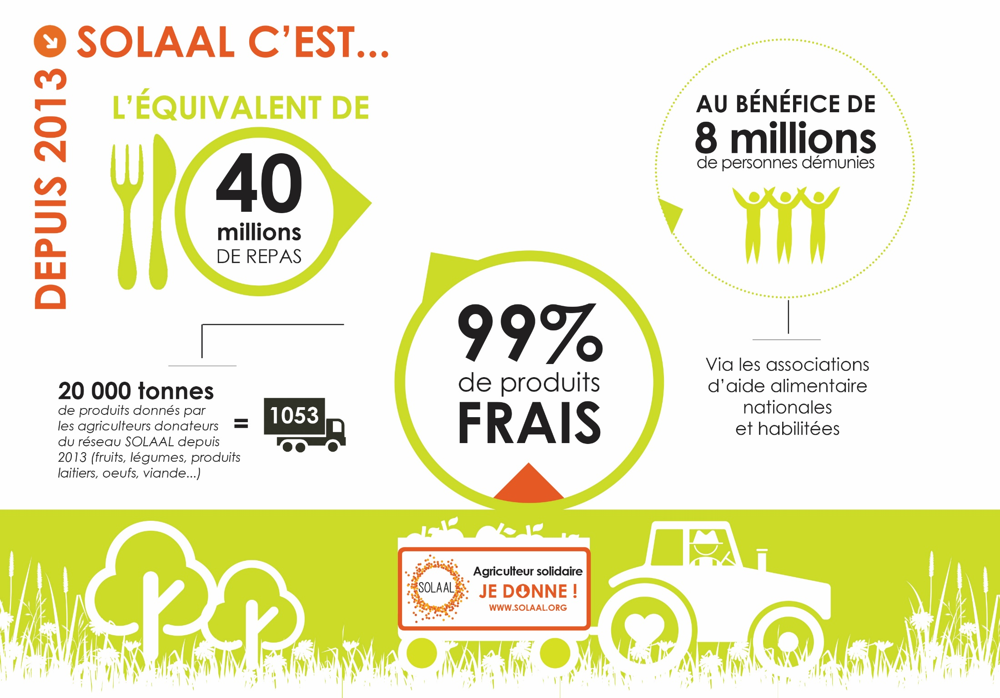 SOLAAL C'EST...
DEPUIS 2013
L'ÉQUIVALENT DE
40
millions
DE REPAS
20 000 tonnes
de produits donnés par
les agriculteurs donateurs
du réseau SOLAAL depuis
2013 (fruits, légumes, produits
laitiers, oeufs, viande...)
=
1053
99%
de produits
FRAIS
AU BÉNÉFICE DE
8 millions
de personnes démunies
Via les associations
d'aide alimentaire
nationales
et habilitées
SOLAAL
Agriculteur solidaire
JE DONNE !
WWW.SOLAAL.ORG